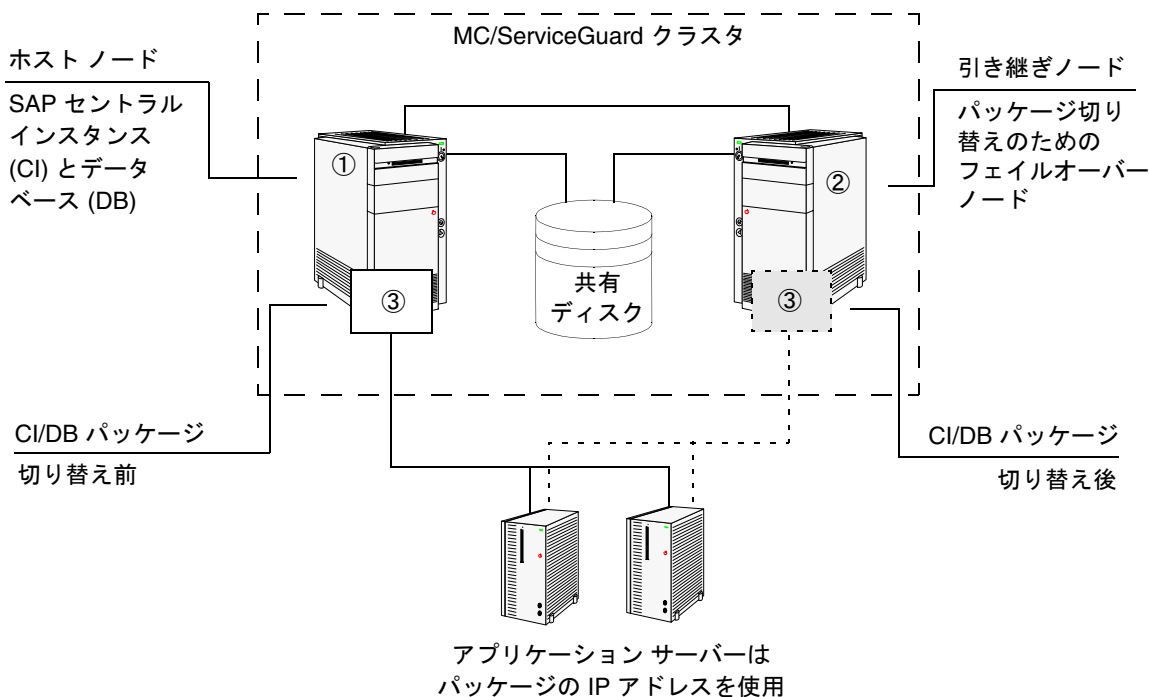 MC/ServiceGuard クラスタ
ホスト ノード
SAP セントラル
インスタンス
(CI) とデータ
ベース (DB)
引き継ぎノード
パッケージ切り
替えのための
フェイルオーバー
ノード
①
②
共有
ディスク
③
③
CI/DB パッケージ
切り替え前
CI/DB パッケージ
切り替え後
アプリケーション サーバーは
パッケージの IP アドレスを使用